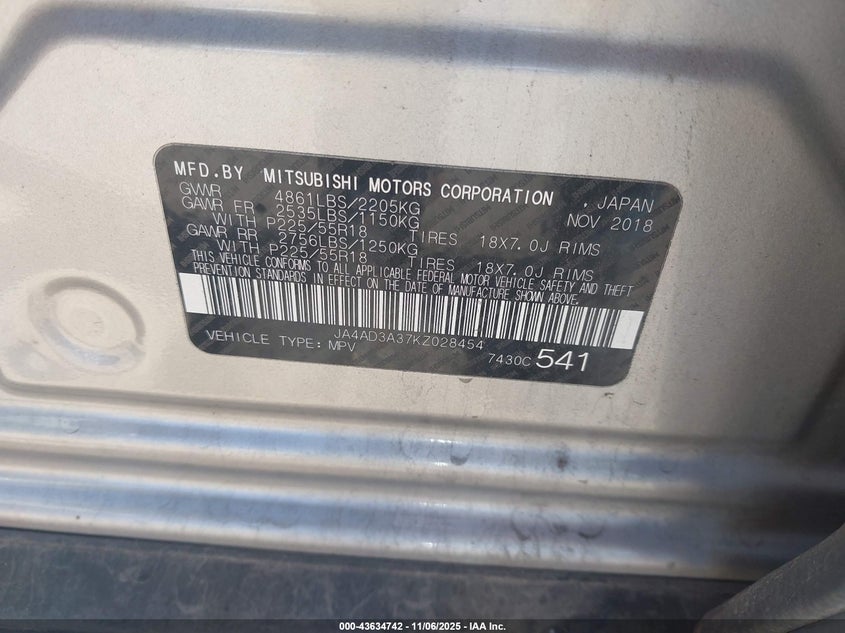 MFD.BY MITSUBISHI MOTORS CORPORATION , JAPAN
GVWR 4861LBS/2205KG NOV 2018
GAWR FR 2535LBS/1150KG
WITH P225/55R18 TIRES 18X7.0J RIMS
GAWR RR 2756LBS/1250KG
WITH P225/55R18 TIRES 18X7.0J RIMS
THIS VEHICLE CONFORMS TO ALL APPLICABLE FEDERAL MOTOR VEHICLE SAFETY AND THEFT
PREVENTION STANDARDS IN EFFECT ON THE DATE OF MANUFACTURE SHOWN ABOVE.
JA4AD3A37KZ028454
VEHICLE TYPE: MPV 7430C 541
000-43634742 - 11/06/2025 - IAA Inc.